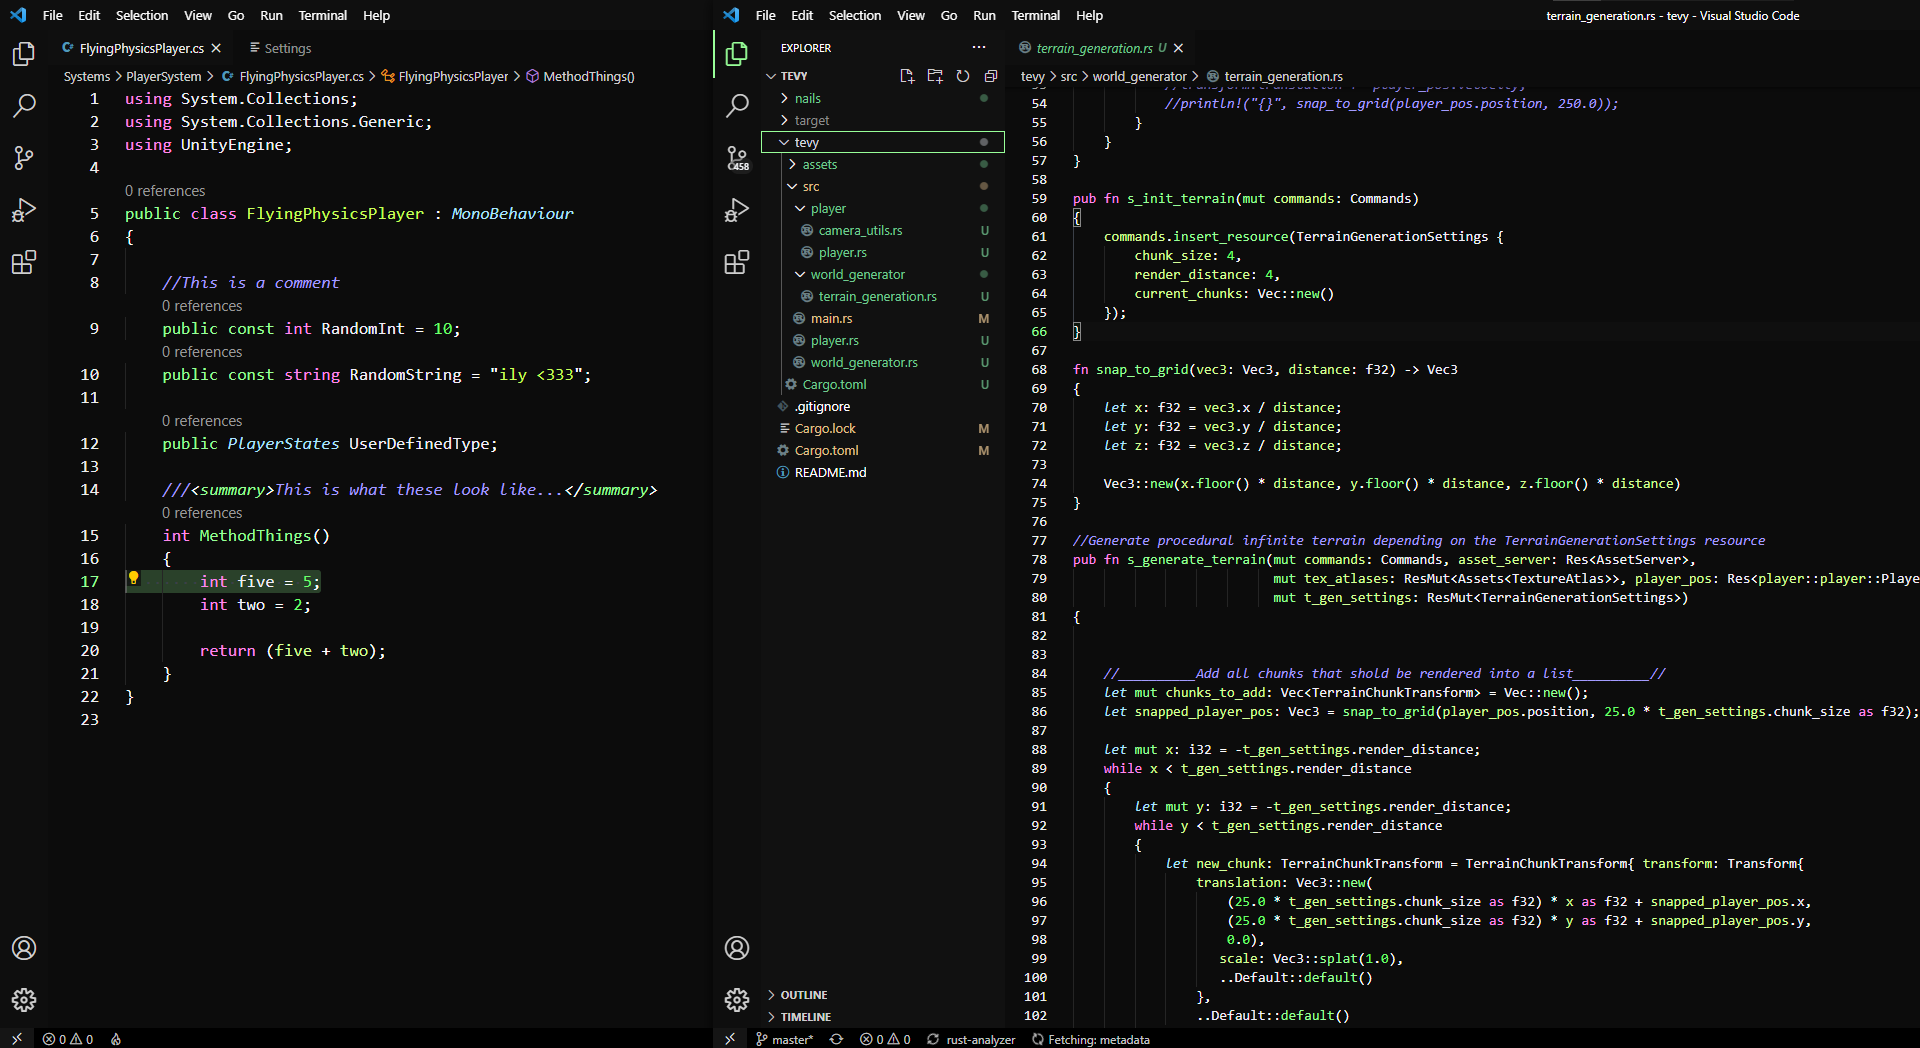 File Edit Selection View Go Run Terminal Help
FlyingPhysicsPlayer.cs
Settings
Systems > PlayerSystem > FlyingPhysicsPlayer.cs > FlyingPhysicsPlayer > MethodThings()
1 using System.Collections;
2 using System.Collections.Generic;
3 using UnityEngine;
4
0 references
5 public class FlyingPhysicsPlayer : MonoBehaviour
6 {
7
8 //This is a comment
0 references
9 public const int RandomInt = 10;
0 references
10 public const string RandomString = "ily <333";
11
0 references
12 public PlayerStates UserDefinedType;
13
14 ///<summary>This is what these look like...</summary>
0 references
15 int MethodThings()
16 {
17 int five = 5;
18 int two = 2;
19
20 return (five + two);
21 }
22 }
23
0 0
File Edit Selection View Go Run Terminal Help
terrain_generation.rs - tevy - Visual Studio Code
458
EXPLORER ...
TEVY
nails
target
tevy
assets
src
player
camera_utils.rs U
player.rs U
world_generator
terrain_generation.rs U
main.rs M
player.rs U
world_generator.rs U
Cargo.toml U
.gitignore
Cargo.lock M
Cargo.toml M
README.md
OUTLINE
TIMELINE
terrain_generation.rs U
tevy > src > world_generator > terrain_generation.rs
54 //println!("{}", snap_to_grid(player_pos.position, 250.0));
55 }
56 }
57 }
58
59 pub fn s_init_terrain(mut commands: Commands)
60 {
61 commands.insert_resource(TerrainGenerationSettings {
62 chunk_size: 4,
63 render_distance: 4,
64 current_chunks: Vec::new()
65 });
66 }
67
68 fn snap_to_grid(vec3: Vec3, distance: f32) -> Vec3
69 {
70 let x: f32 = vec3.x / distance;
71 let y: f32 = vec3.y / distance;
72 let z: f32 = vec3.z / distance;
73
74 Vec3::new(x.floor() * distance, y.floor() * distance, z.floor() * distance)
75 }
76
77 //Generate procedural infinite terrain depending on the TerrainGenerationSettings resource
78 pub fn s_generate_terrain(mut commands: Commands, asset_server: Res<AssetServer>,
79 mut tex_atlases: ResMut<Assets<TextureAtlas>>, player_pos: Res<player::player::Playe
80 mut t_gen_settings: ResMut<TerrainGenerationSettings>)
81 {
82
83
84 //__________Add all chunks that shold be rendered into a list__________//
85 let mut chunks_to_add: Vec<TerrainChunkTransform> = Vec::new();
86 let snapped_player_pos: Vec3 = snap_to_grid(player_pos.position, 25.0 * t_gen_settings.chunk_size as f32);
87
88 let mut x: i32 = -t_gen_settings.render_distance;
89 while x < t_gen_settings.render_distance
90 {
91 let mut y: i32 = -t_gen_settings.render_distance;
92 while y < t_gen_settings.render_distance
93 {
94 let new_chunk: TerrainChunkTransform = TerrainChunkTransform{ transform: Transform{
95 translation: Vec3::new(
96 (25.0 * t_gen_settings.chunk_size as f32) * x as f32 + snapped_player_pos.x,
97 (25.0 * t_gen_settings.chunk_size as f32) * y as f32 + snapped_player_pos.y,
98 0.0),
99 scale: Vec3::splat(1.0),
100 ..Default::default()
101 },
102 ..Default::default()
master* 0 0 rust-analyzer Fetching: metadata